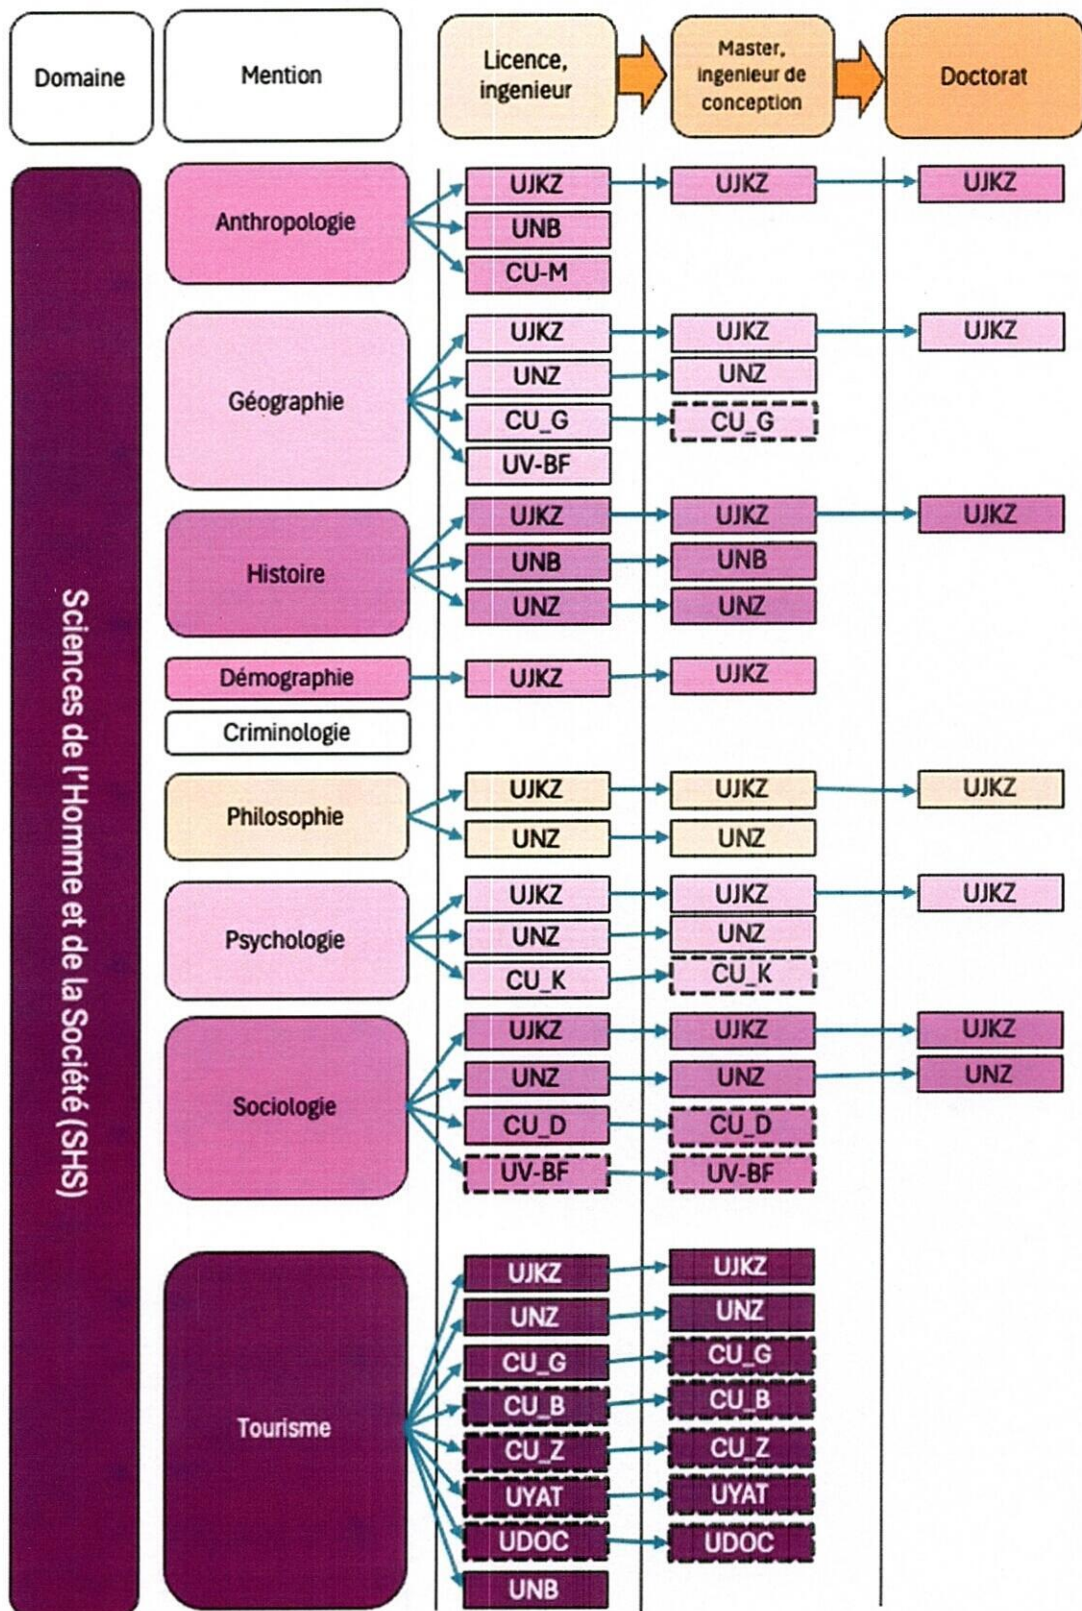 Domaine
Mention
Licence,
ingenieur
Master,
ingenieur de
conception
Doctorat
Sciences de l'Homme et de la Société (SHS)
Anthropologie
UJKZ
UJKZ
UJKZ
UNB
CU-M
Géographie
UJKZ
UJKZ
UJKZ
UNZ
UNZ
CU_G
CU_G
UV-BF
Histoire
UJKZ
UJKZ
UJKZ
UNB
UNB
UNZ
UNZ
Démographie
UJKZ
UJKZ
Criminologie
Philosophie
UJKZ
UJKZ
UJKZ
UNZ
UNZ
Psychologie
UJKZ
UJKZ
UJKZ
UNZ
UNZ
CU_K
CU_K
Sociologie
UJKZ
UJKZ
UJKZ
UNZ
UNZ
UNZ
CU_D
CU_D
UV-BF
UV-BF
Tourisme
UJKZ
UJKZ
UNZ
UNZ
CU_G
CU_G
CU_B
CU_B
CU_Z
CU_Z
UYAT
UYAT
UDOC
UDOC
UNB